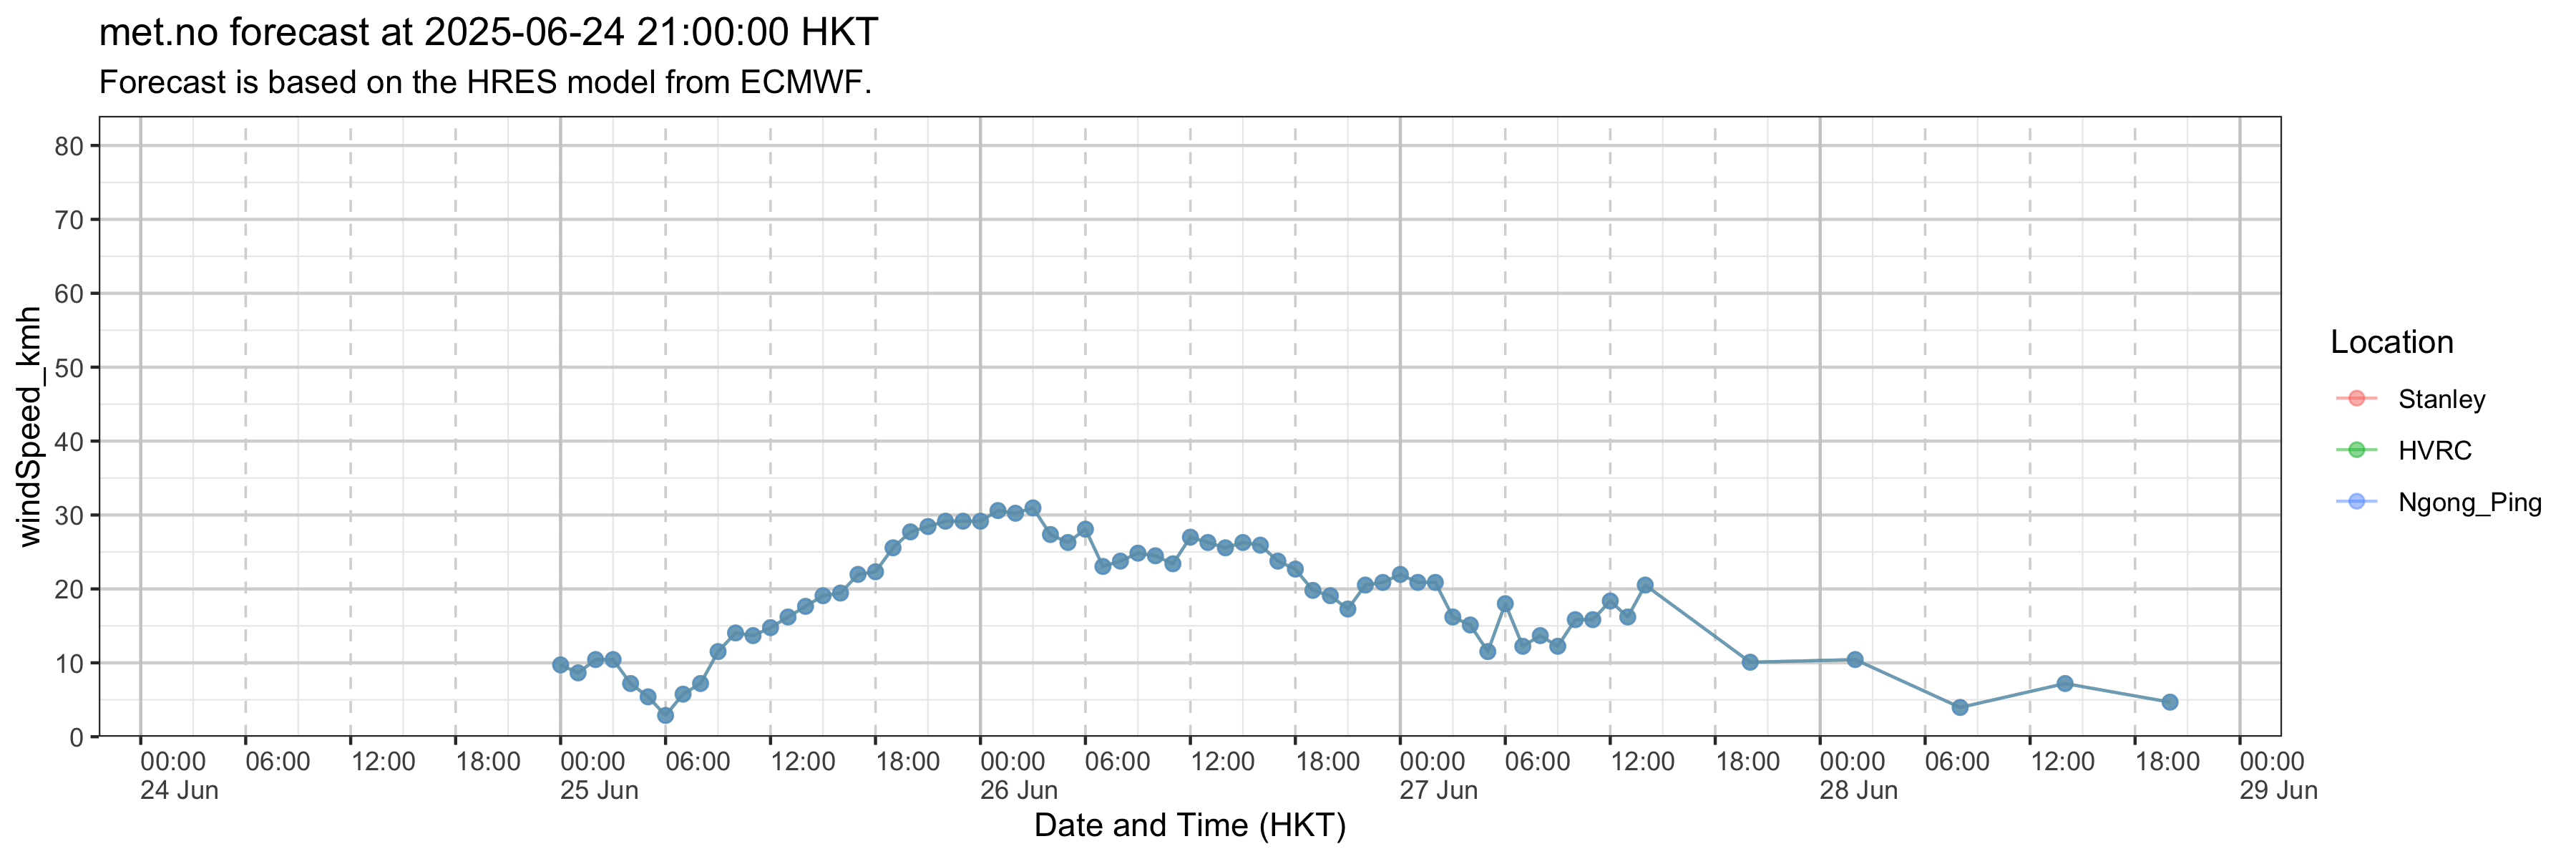 met.no forecast at 2025-06-24 21:00:00 HKT
Forecast is based on the HRES model from ECMWF.
windSpeed_kmh
80
70
60
50
40
30
20
10
0
00:00 06:00 12:00 18:00 00:00 06:00 12:00 18:00 00:00 06:00 12:00 18:00 00:00 06:00 12:00 18:00 00:00 06:00 12:00 18:00 00:00
24 Jun 25 Jun 26 Jun 27 Jun 28 Jun 29 Jun
Date and Time (HKT)
Location
Stanley
HVRC
Ngong_Ping